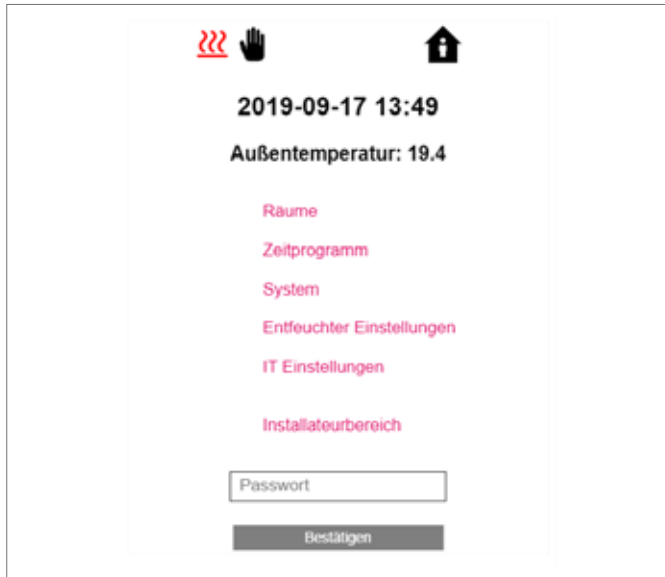 2019-09-17 13:49
Außentemperatur: 19.4
Räume
Zeitprogramm
System
Entfeuchter Einstellungen
IT Einstellungen
Installateurbereich
Passwort
Bestätigen